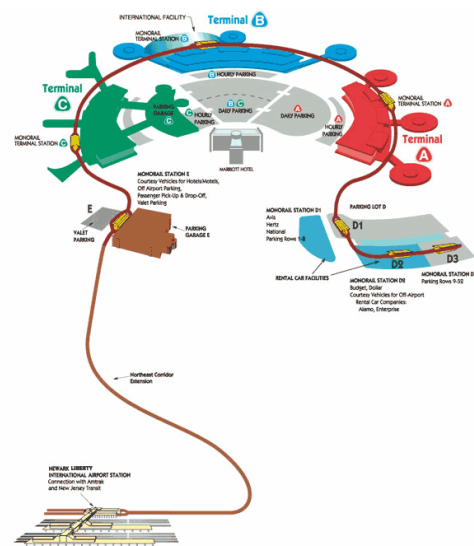 INTERNATIONAL FACILITY
Terminal B
MONORAIL
TERMINAL STATION B
B HOURLY PARKING
Terminal
C
PARKING
GARAGE
C
C
HOURLY
PARKING
B C
DAILY PARKING
A
DAILY PARKING
A
HOURLY
PARKING
MONORAIL
TERMINAL STATION A
Terminal
A
MONORAIL
TERMINAL STATION C
MARRIOTT HOTEL
MONORAIL STATION E
Courtesy Vehicles for Hotels/Motels,
Off Airport Parking,
Passenger Pick-Up & Drop-Off,
Valet Parking
E
VALET
PARKING
PARKING
GARAGE E
MONORAIL STATION D1
Avis
Hertz
National
Parking Rows 1-8
PARKING LOT D
D1
D2
D3
RENTAL CAR FACILITIES
MONORAIL STATION D2
Budget, Dollar
Courtesy Vehicles for Off-Airport
Rental Car Companies:
Alamo, Enterprise
MONORAIL STATION D
Parking Rows 9-52
Northeast Corridor
Extension
NEWARK LIBERTY
INTERNATIONAL AIRPORT STATION
Connection with Amtrak
and New Jersey Transit